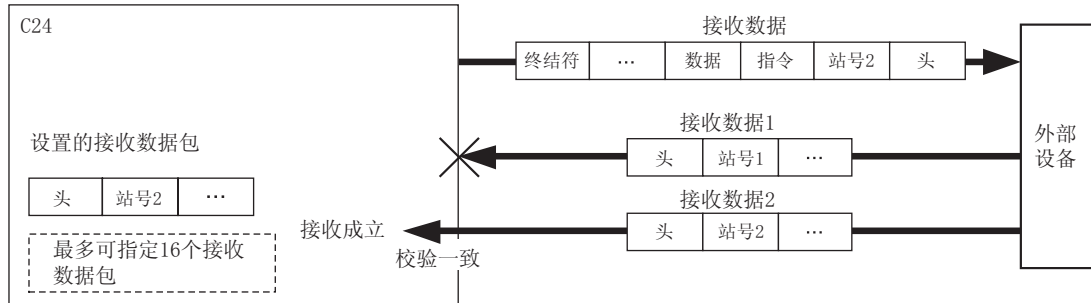 C24
接收数据
终结符 … 数据 指令 站号2 头
设置的接收数据包
接收数据1
头 站号1 …
外部
设备
头 站号2 …
接收数据2
接收成立
头 站号2 …
校验一致
最多可指定16个接收
数据包